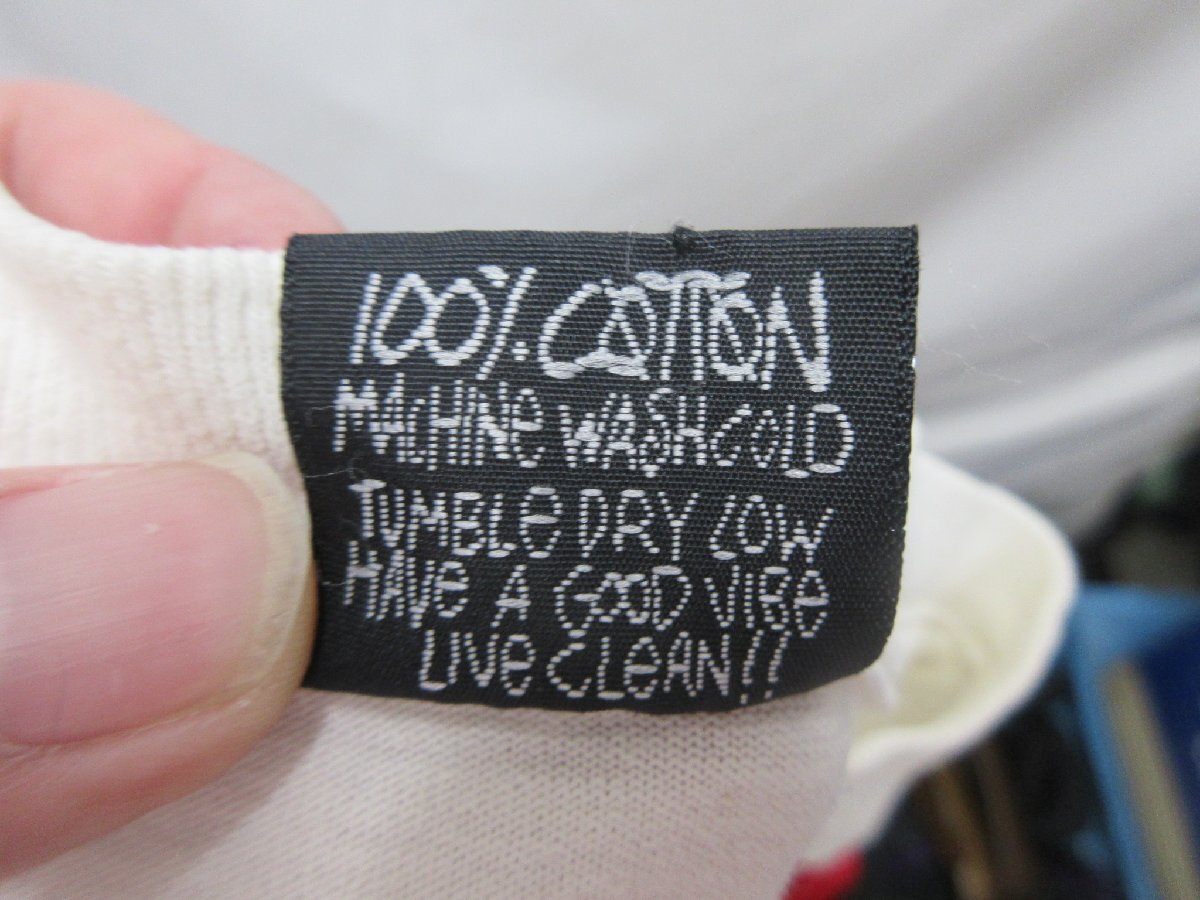 100% COTTON
MACHINE WASH COLD
TUMBLE DRY LOW
HAVE A GOOD VIBE
LIVE CLEAN!!